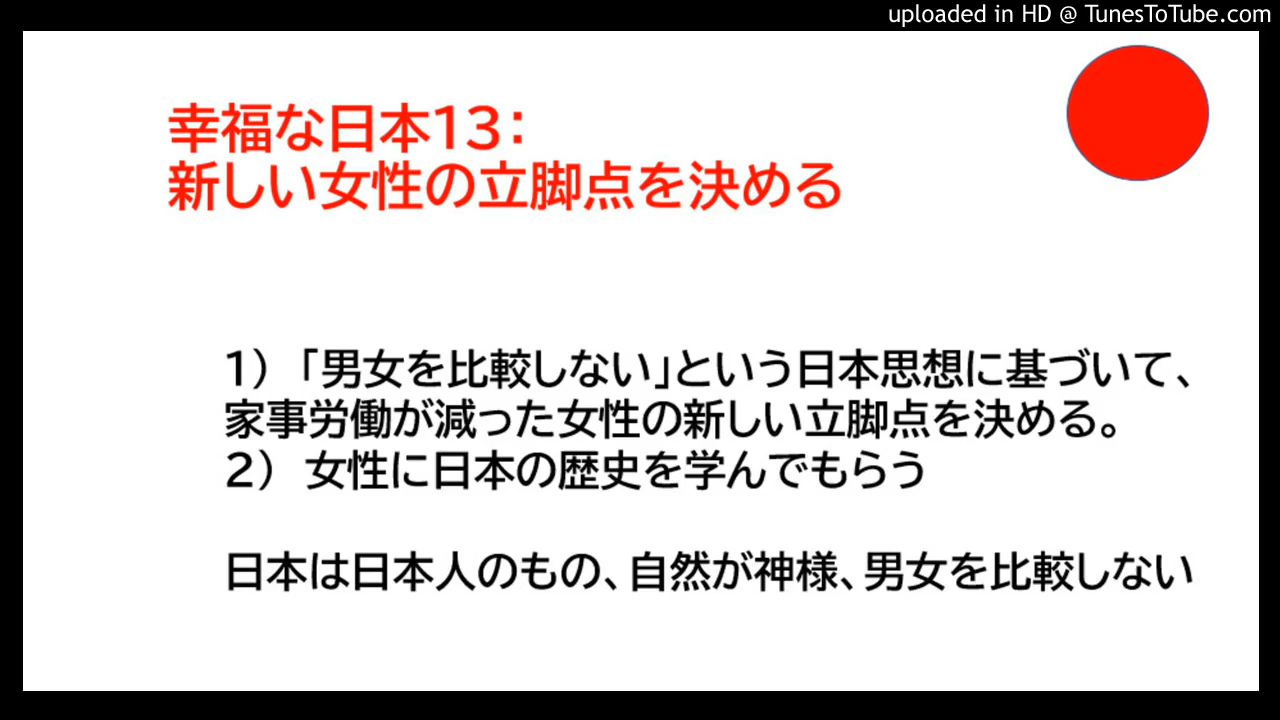 uploaded in HD @ TunesToTube.com
幸福な日本13：
新しい女性の立脚点を決める
1）「男女を比較しない」という日本思想に基づいて、
家事労働が減った女性の新しい立脚点を決める。
2） 女性に日本の歴史を学んでもらう
日本は日本人のもの、自然が神様、男女を比較しない